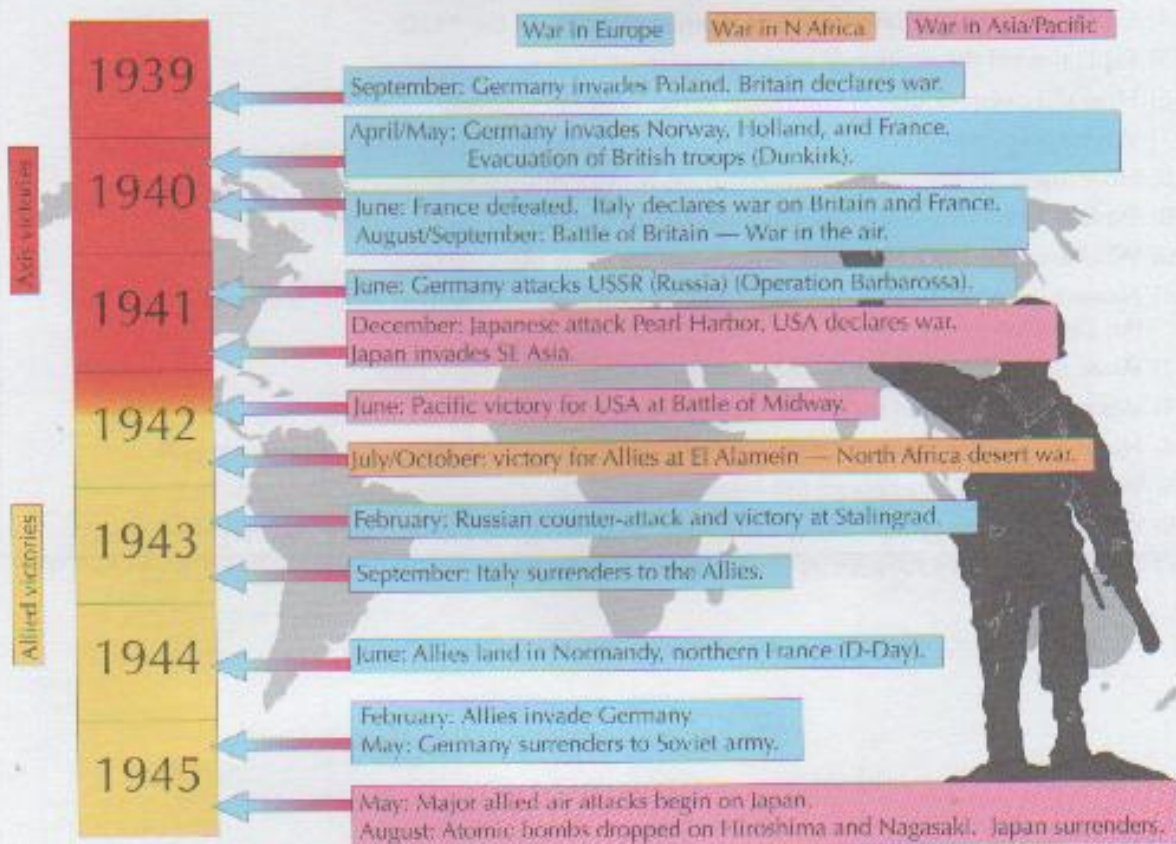 War in Europe
War in N Africa
War in Asia/Pacific
1939
September: Germany invades Poland. Britain declares war.
April/May: Germany invades Norway, Holland, and France.
Evacuation of British troops (Dunkirk).
Axis victories
1940
June: France defeated. Italy declares war on Britain and France.
August/September: Battle of Britain — War in the air.
1941
June: Germany attacks USSR (Russia) (Operation Barbarossa).
December: Japanese attack Pearl Harbor, USA declares war.
Japan invades SE Asia.
1942
June: Pacific victory for USA at Battle of Midway.
July/October: victory for Allies at El Alamein — North Africa desert war.
Allied victories
1943
February: Russian counter-attack and victory at Stalingrad.
September: Italy surrenders to the Allies.
1944
June: Allies land in Normandy, northern France (D-Day).
1945
February: Allies invade Germany
May: Germany surrenders to Soviet army.
May: Major allied air attacks begin on Japan.
August: Atomic bombs dropped on Hiroshima and Nagasaki. Japan surrenders.